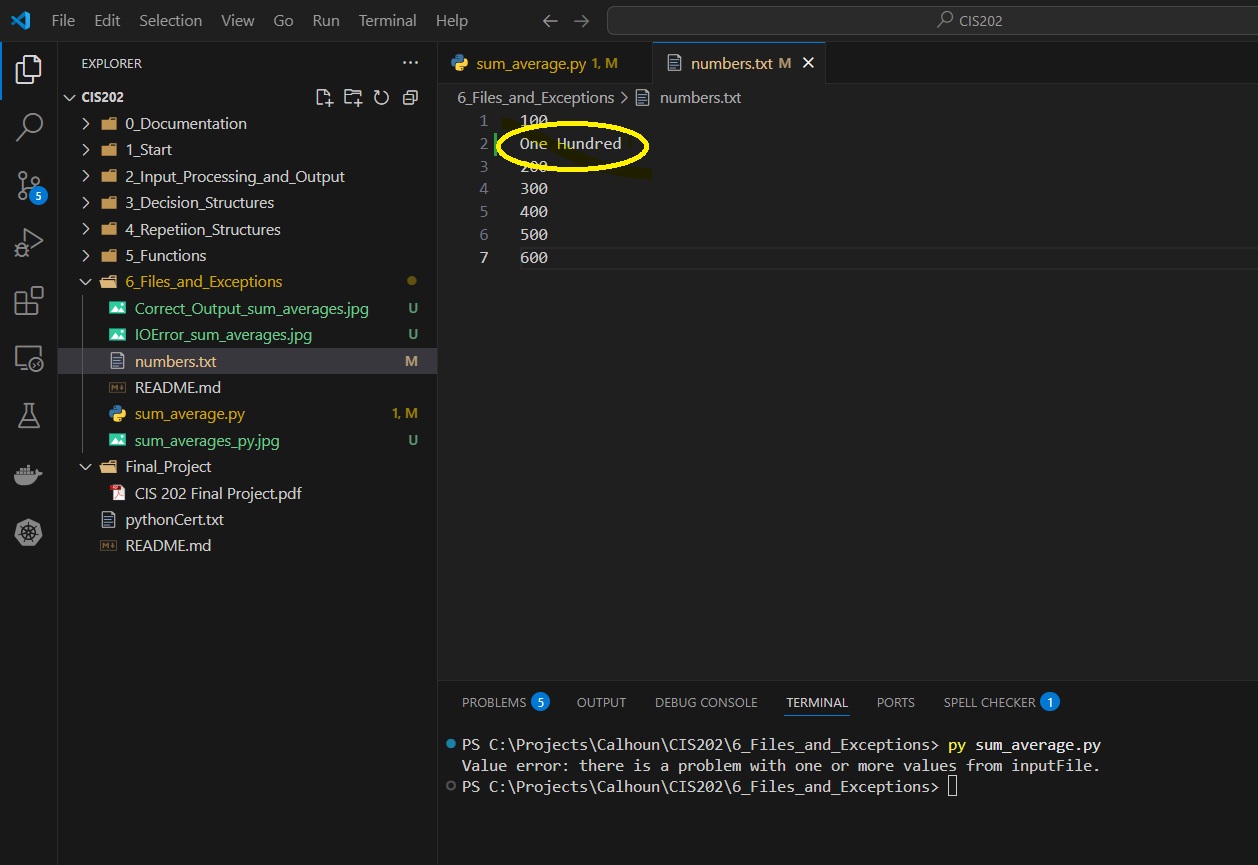 File Edit Selection View Go Run Terminal Help CIS202
EXPLORER
CIS202
0_Documentation
1_Start
2_Input_Processing_and_Output
3_Decision_Structures
4_Repetiion_Structures
5_Functions
6_Files_and_Exceptions
Correct_Output_sum_averages.jpg U
IOError_sum_averages.jpg U
numbers.txt M
README.md
sum_average.py 1, M
sum_averages_py.jpg U
Final_Project
CIS 202 Final Project.pdf
pythonCert.txt
README.md
5
sum_average.py 1, M numbers.txt M
6_Files_and_Exceptions > numbers.txt
1 100
2 One Hundred
3 200
4 300
5 400
6 500
7 600
PROBLEMS 5 OUTPUT DEBUG CONSOLE TERMINAL PORTS SPELL CHECKER 1
PS C:\Projects\Calhoun\CIS202\6_Files_and_Exceptions> py sum_average.py
Value error: there is a problem with one or more values from inputFile.
PS C:\Projects\Calhoun\CIS202\6_Files_and_Exceptions>